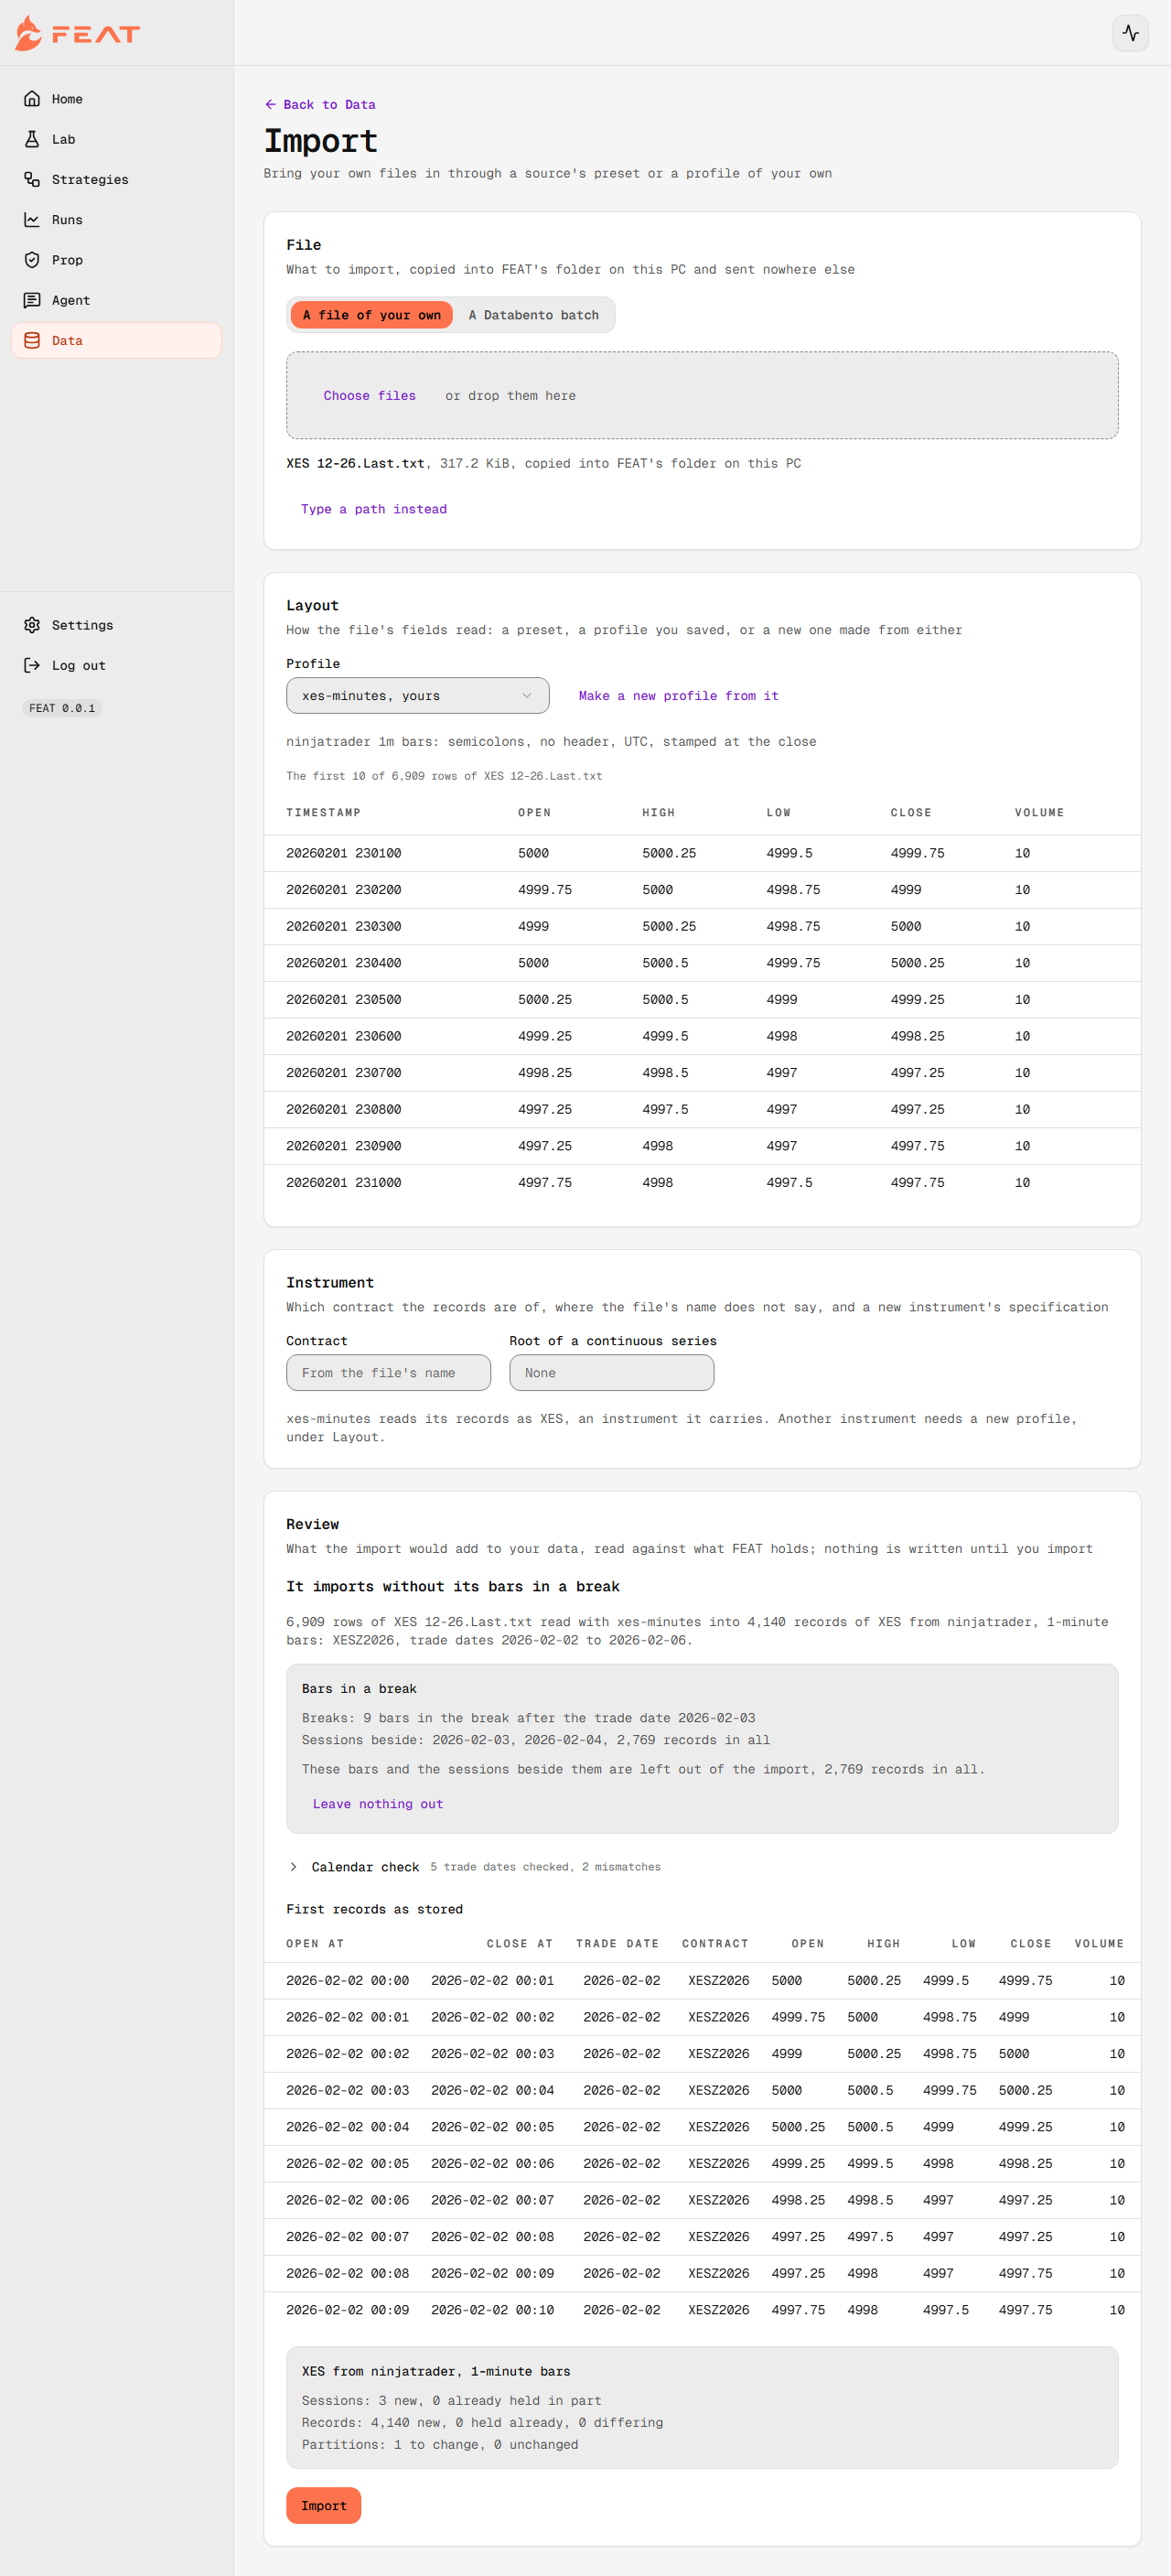 FEAT
Home
Lab
Strategies
Runs
Prop
Agent
Data
Settings
Log out
FEAT 0.0.1
← Back to Data
Import
Bring your own files in through a source's preset or a profile of your own
File
What to import, copied into FEAT's folder on this PC and sent nowhere else
A file of your own A Databento batch
Choose files or drop them here
XES 12-26.Last.txt, 317.2 KiB, copied into FEAT's folder on this PC
Type a path instead
Layout
How the file's fields read: a preset, a profile you saved, or a new one made from either
Profile
xes-minutes, yours Make a new profile from it
ninjatrader 1m bars: semicolons, no header, UTC, stamped at the close
The first 10 of 6,909 rows of XES 12-26.Last.txt
TIMESTAMP OPEN HIGH LOW CLOSE VOLUME
20260201 230100 5000 5000.25 4999.5 4999.75 10
20260201 230200 4999.75 5000 4998.75 4999 10
20260201 230300 4999 5000.25 4998.75 5000 10
20260201 230400 5000 5000.5 4999.75 5000.25 10
20260201 230500 5000.25 5000.5 4999 4999.25 10
20260201 230600 4999.25 4999.5 4998 4998.25 10
20260201 230700 4998.25 4998.5 4997 4997.25 10
20260201 230800 4997.25 4997.5 4997 4997.25 10
20260201 230900 4997.25 4998 4997 4997.75 10
20260201 231000 4997.75 4998 4997.5 4997.75 10
Instrument
Which contract the records are of, where the file's name does not say, and a new instrument's specification
Contract Root of a continuous series
From the file's name None
xes-minutes reads its records as XES, an instrument it carries. Another instrument needs a new profile,
under Layout.
Review
What the import would add to your data, read against what FEAT holds; nothing is written until you import
It imports without its bars in a break
6,909 rows of XES 12-26.Last.txt read with xes-minutes into 4,140 records of XES from ninjatrader, 1-minute
bars: XESZ2026, trade dates 2026-02-02 to 2026-02-06.
Bars in a break
Breaks: 9 bars in the break after the trade date 2026-02-03
Sessions beside: 2026-02-03, 2026-02-04, 2,769 records in all
These bars and the sessions beside them are left out of the import, 2,769 records in all.
Leave nothing out
Calendar check 5 trade dates checked, 2 mismatches
First records as stored
OPEN AT CLOSE AT TRADE DATE CONTRACT OPEN HIGH LOW CLOSE VOLUME
2026-02-02 00:00 2026-02-02 00:01 2026-02-02 XESZ2026 5000 5000.25 4999.5 4999.75 10
2026-02-02 00:01 2026-02-02 00:02 2026-02-02 XESZ2026 4999.75 5000 4998.75 4999 10
2026-02-02 00:02 2026-02-02 00:03 2026-02-02 XESZ2026 4999 5000.25 4998.75 5000 10
2026-02-02 00:03 2026-02-02 00:04 2026-02-02 XESZ2026 5000 5000.5 4999.75 5000.25 10
2026-02-02 00:04 2026-02-02 00:05 2026-02-02 XESZ2026 5000.25 5000.5 4999 4999.25 10
2026-02-02 00:05 2026-02-02 00:06 2026-02-02 XESZ2026 4999.25 4999.5 4998 4998.25 10
2026-02-02 00:06 2026-02-02 00:07 2026-02-02 XESZ2026 4998.25 4998.5 4997 4997.25 10
2026-02-02 00:07 2026-02-02 00:08 2026-02-02 XESZ2026 4997.25 4997.5 4997 4997.25 10
2026-02-02 00:08 2026-02-02 00:09 2026-02-02 XESZ2026 4997.25 4998 4997 4997.75 10
2026-02-02 00:09 2026-02-02 00:10 2026-02-02 XESZ2026 4997.75 4998 4997.5 4997.75 10
XES from ninjatrader, 1-minute bars
Sessions: 3 new, 0 already held in part
Records: 4,140 new, 0 held already, 0 differing
Partitions: 1 to change, 0 unchanged
Import